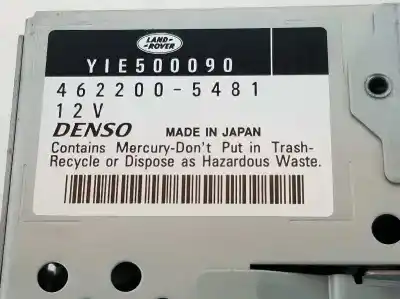 LAND-
ROVER
YIE500090
462200-5481
12V
DENSO MADE IN JAPAN
Contains Mercury-Don't Put in Trash-
Recycle or Dispose as Hazardous Waste.